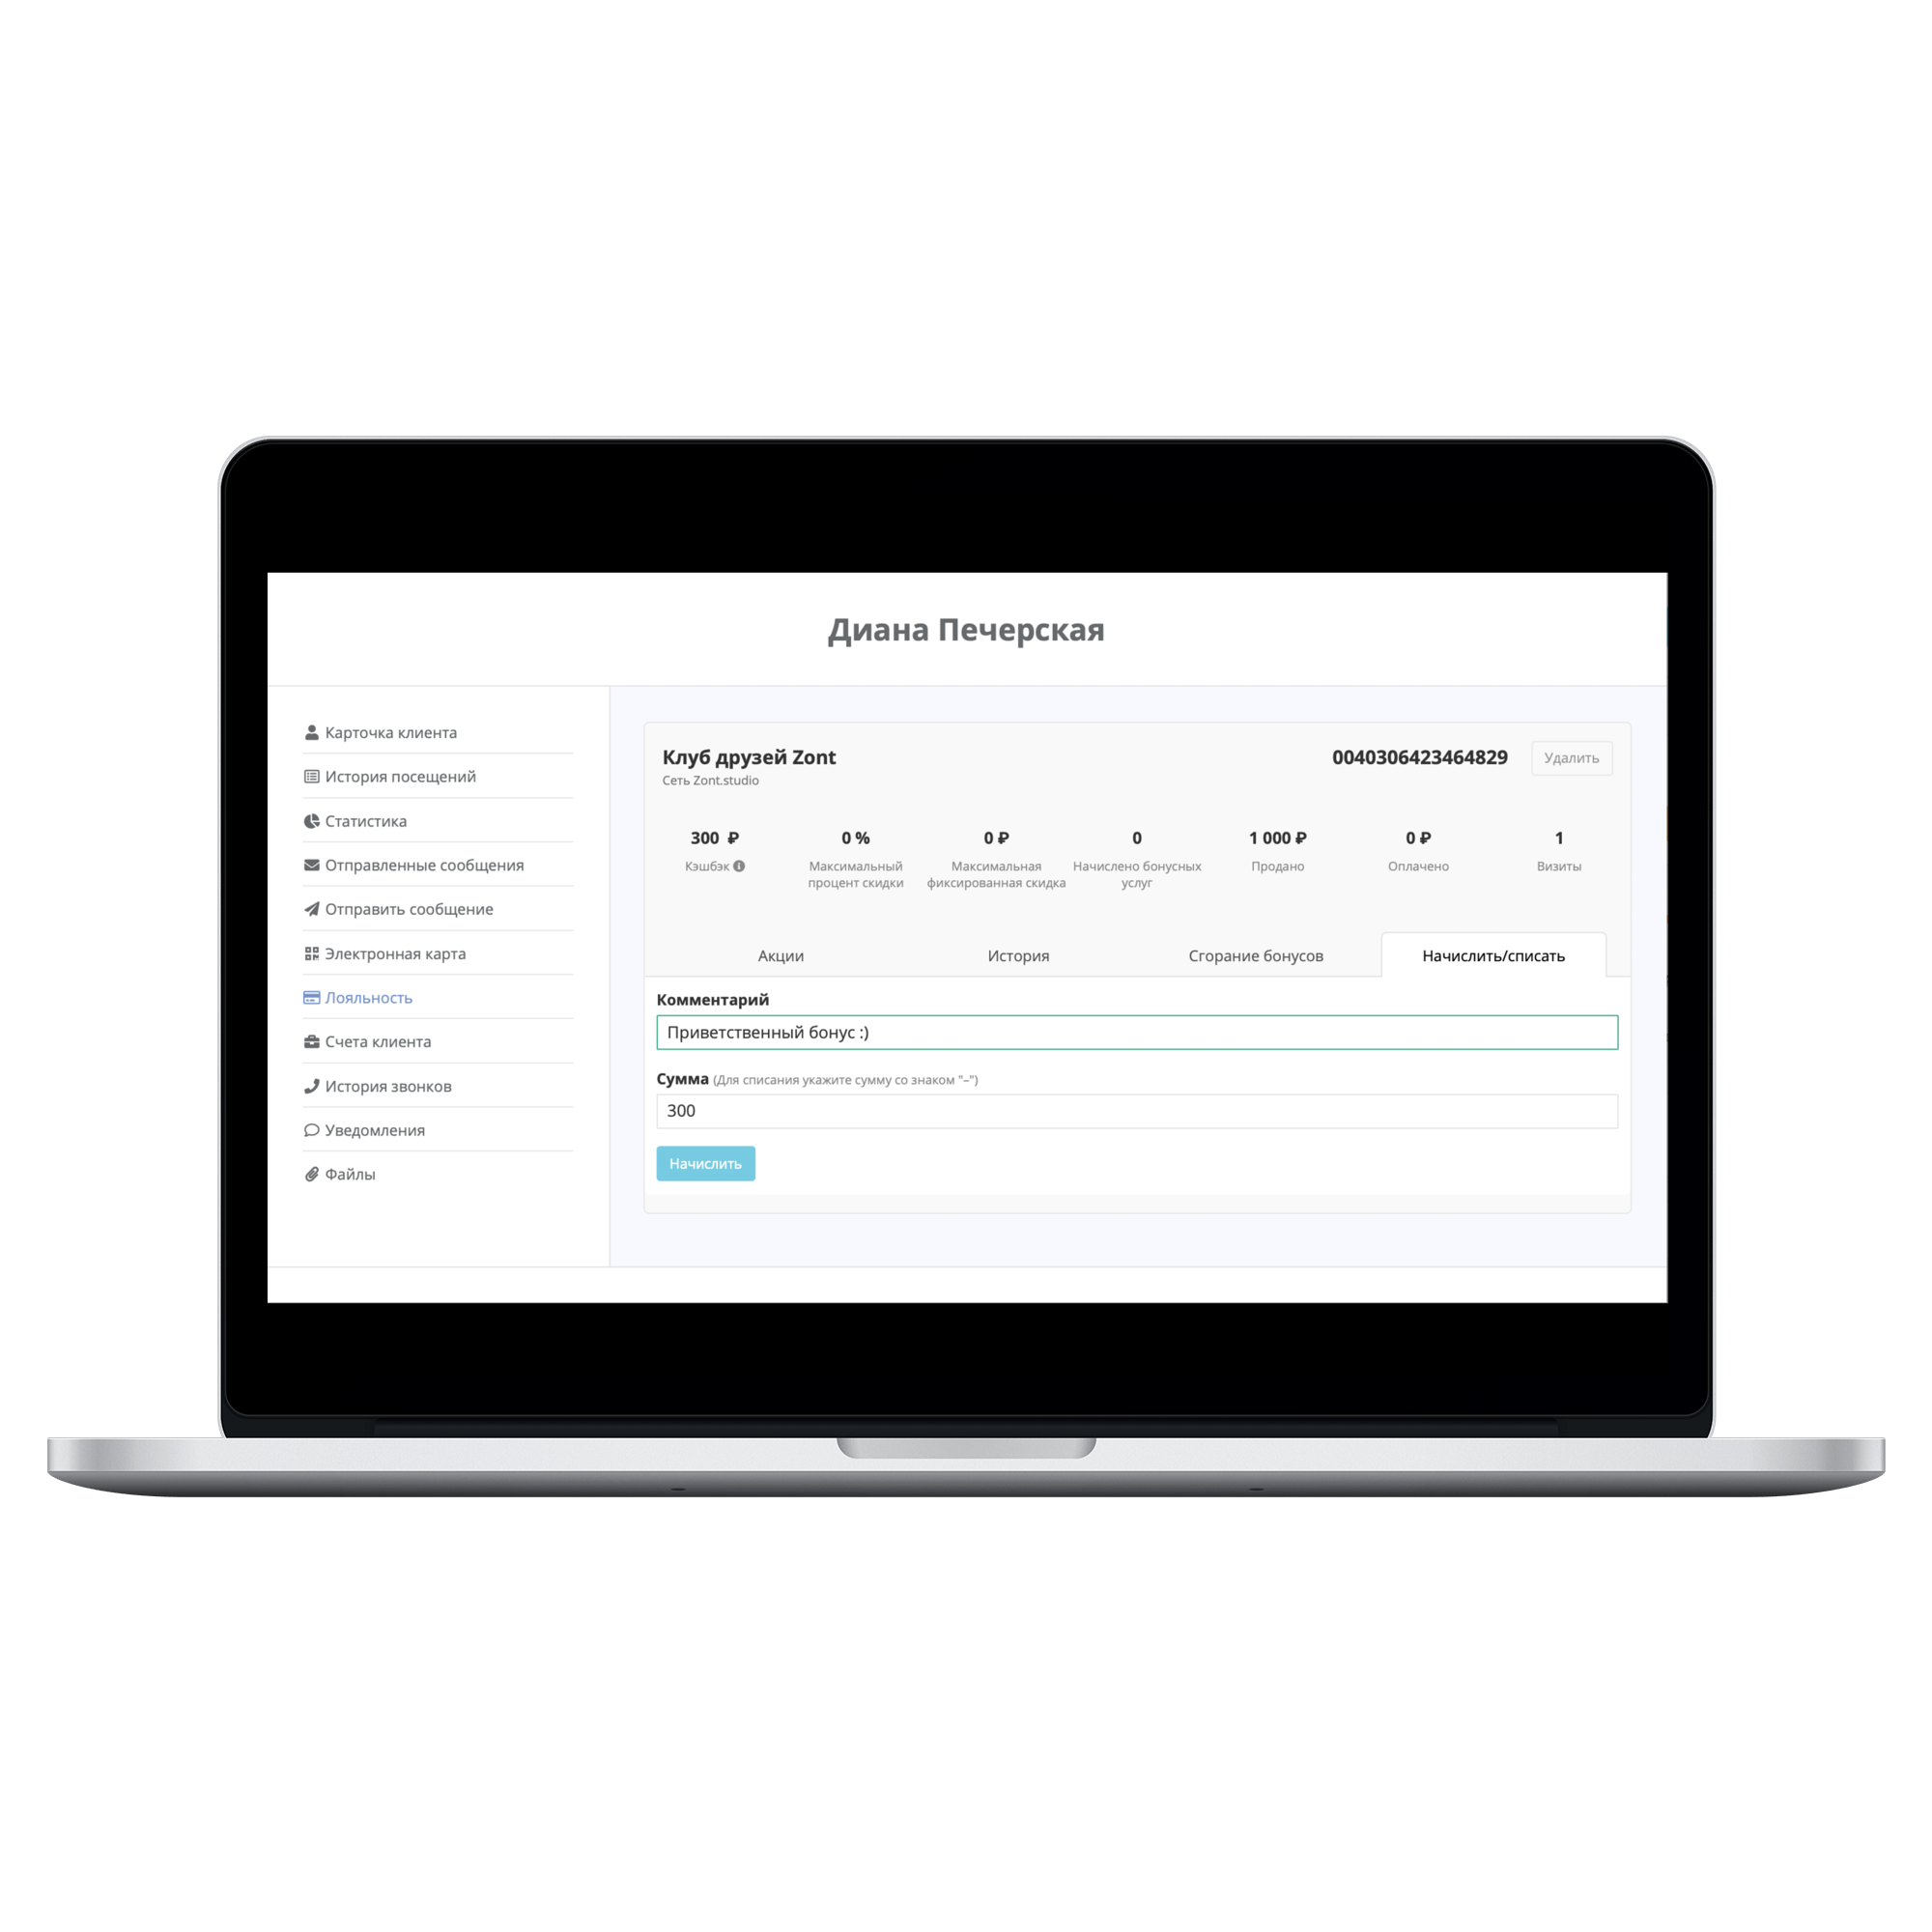 Диана Печерская
Карточка клиента
История посещений
Статистика
Отправленные сообщения
Отправить сообщение
Электронная карта
Лояльность
Счета клиента
История звонков
Уведомления
Файлы
Клуб друзей Zont
0040306423464829
Удалить
Сеть Zont.studio
300 ₽
Кэшбэк
0 %
Максимальный
процент скидки
0 ₽
Максимальная
фиксированная скидка
0
Начислено бонусных
услуг
1 000 ₽
Продано
0 ₽
Оплачено
1
Визиты
Акции
История
Сгорание бонусов
Начислить/списать
Комментарий
Приветственный бонус :)
Сумма (Для списания укажите сумму со знаком "–")
300
Начислить